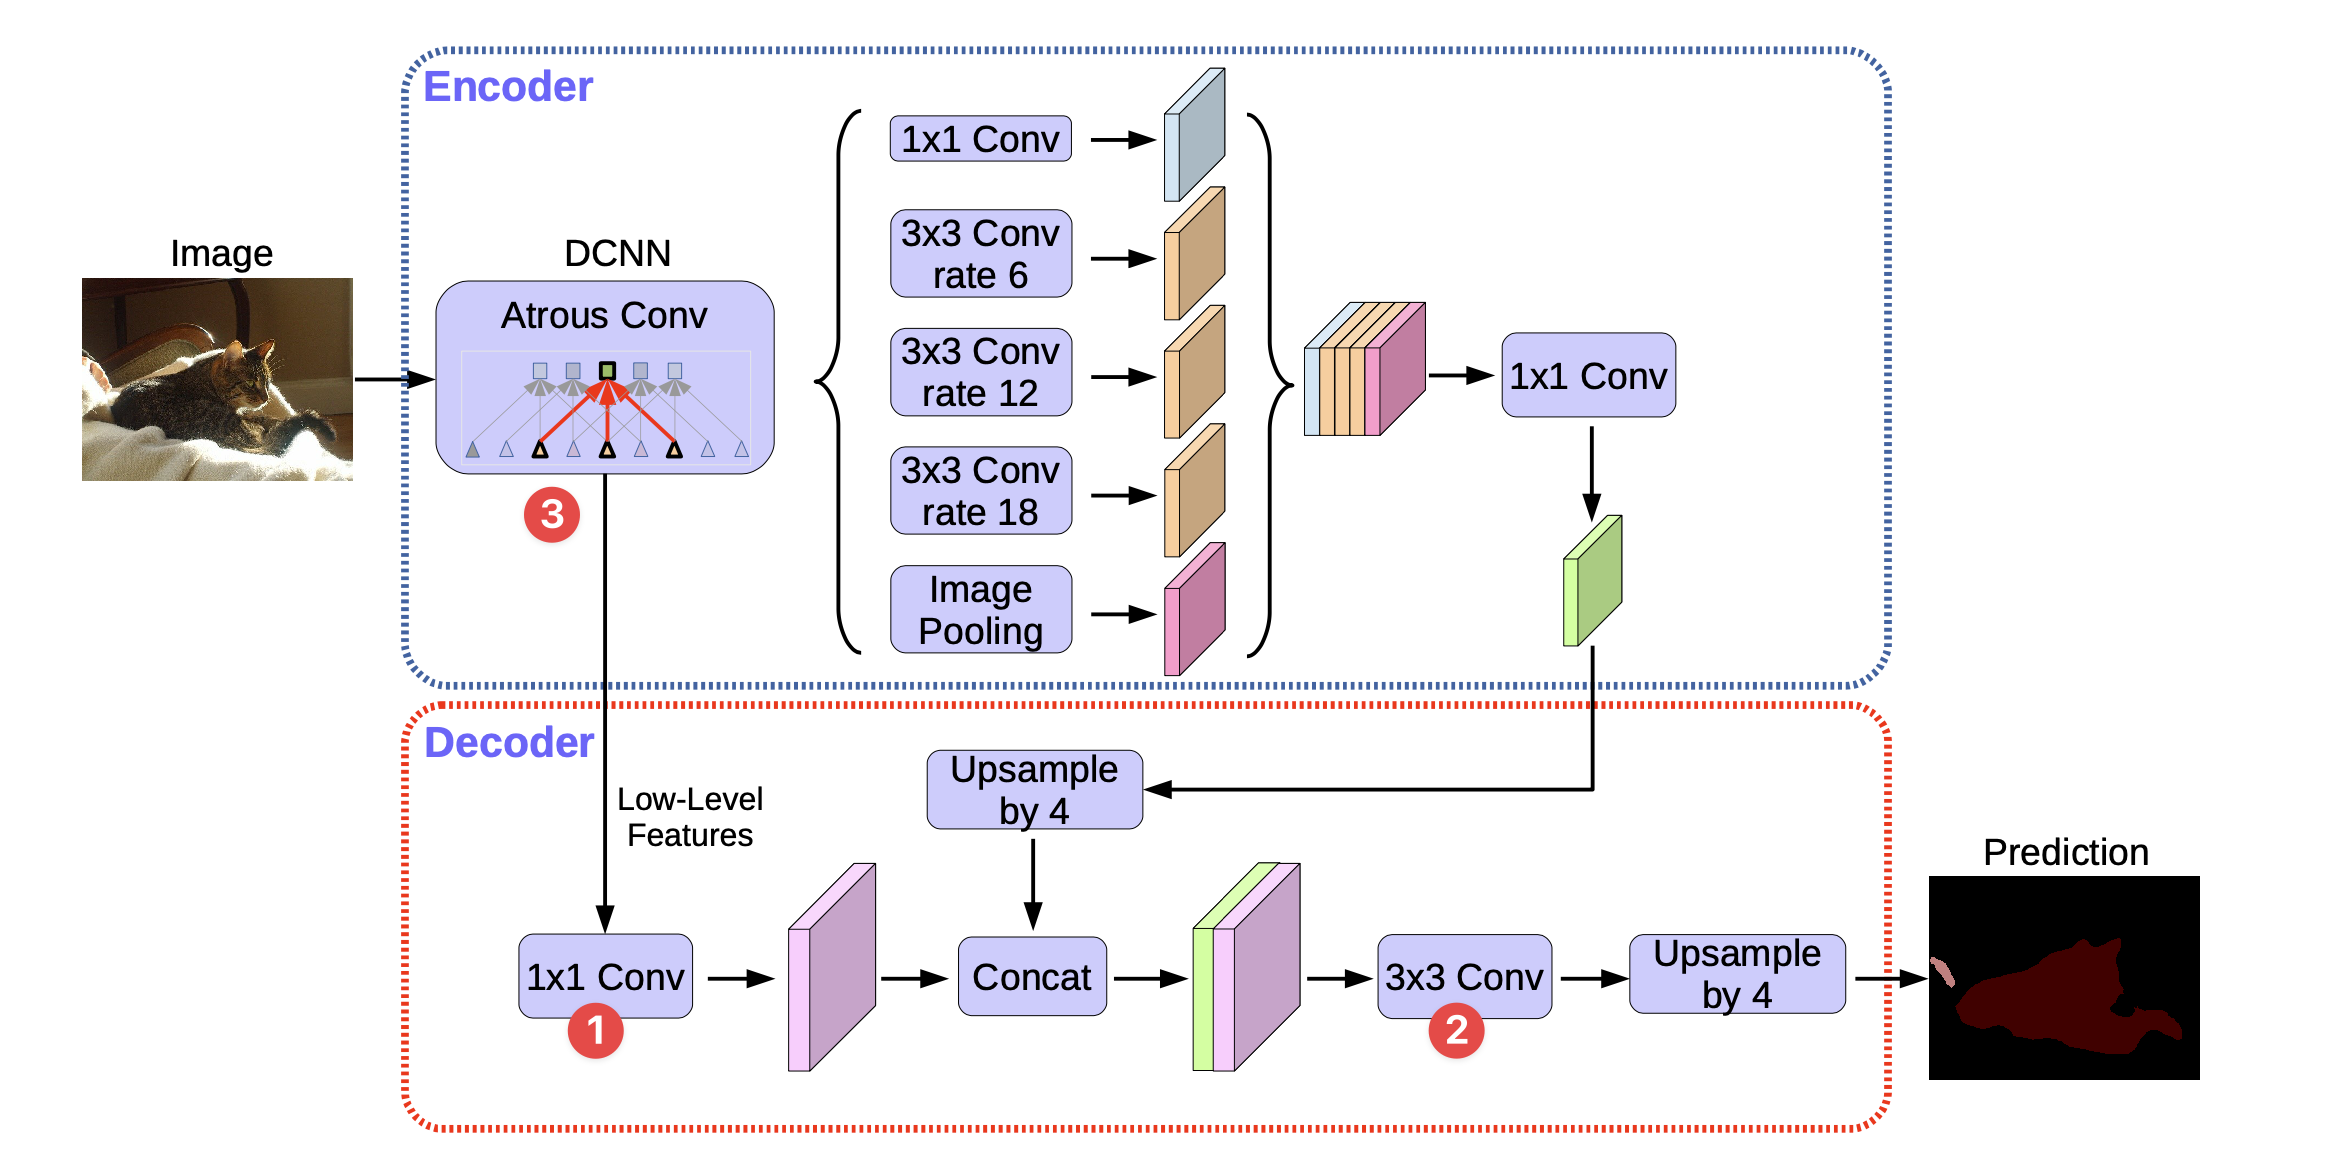 Encoder
Image
DCNN
Atrous Conv
3
1x1 Conv
3x3 Conv
rate 6
3x3 Conv
rate 12
3x3 Conv
rate 18
Image
Pooling
1x1 Conv
Decoder
Low-Level
Features
Upsample
by 4
1x1 Conv
1
Concat
3x3 Conv
2
Upsample
by 4
Prediction